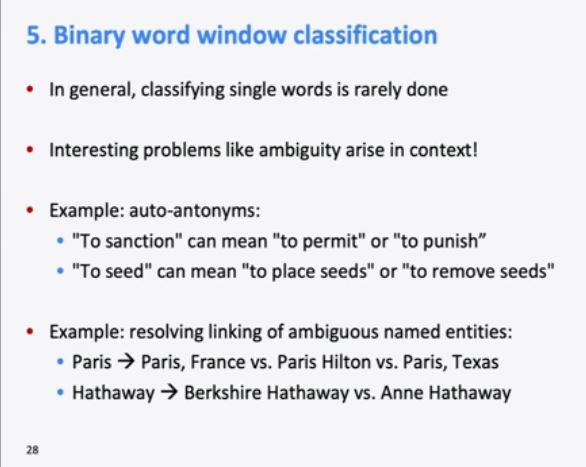 5. Binary word window classification
• In general, classifying single words is rarely done
• Interesting problems like ambiguity arise in context!
• Example: auto-antonyms:
• "To sanction" can mean "to permit" or "to punish”
• "To seed" can mean "to place seeds" or "to remove seeds"
• Example: resolving linking of ambiguous named entities:
• Paris → Paris, France vs. Paris Hilton vs. Paris, Texas
• Hathaway → Berkshire Hathaway vs. Anne Hathaway
28